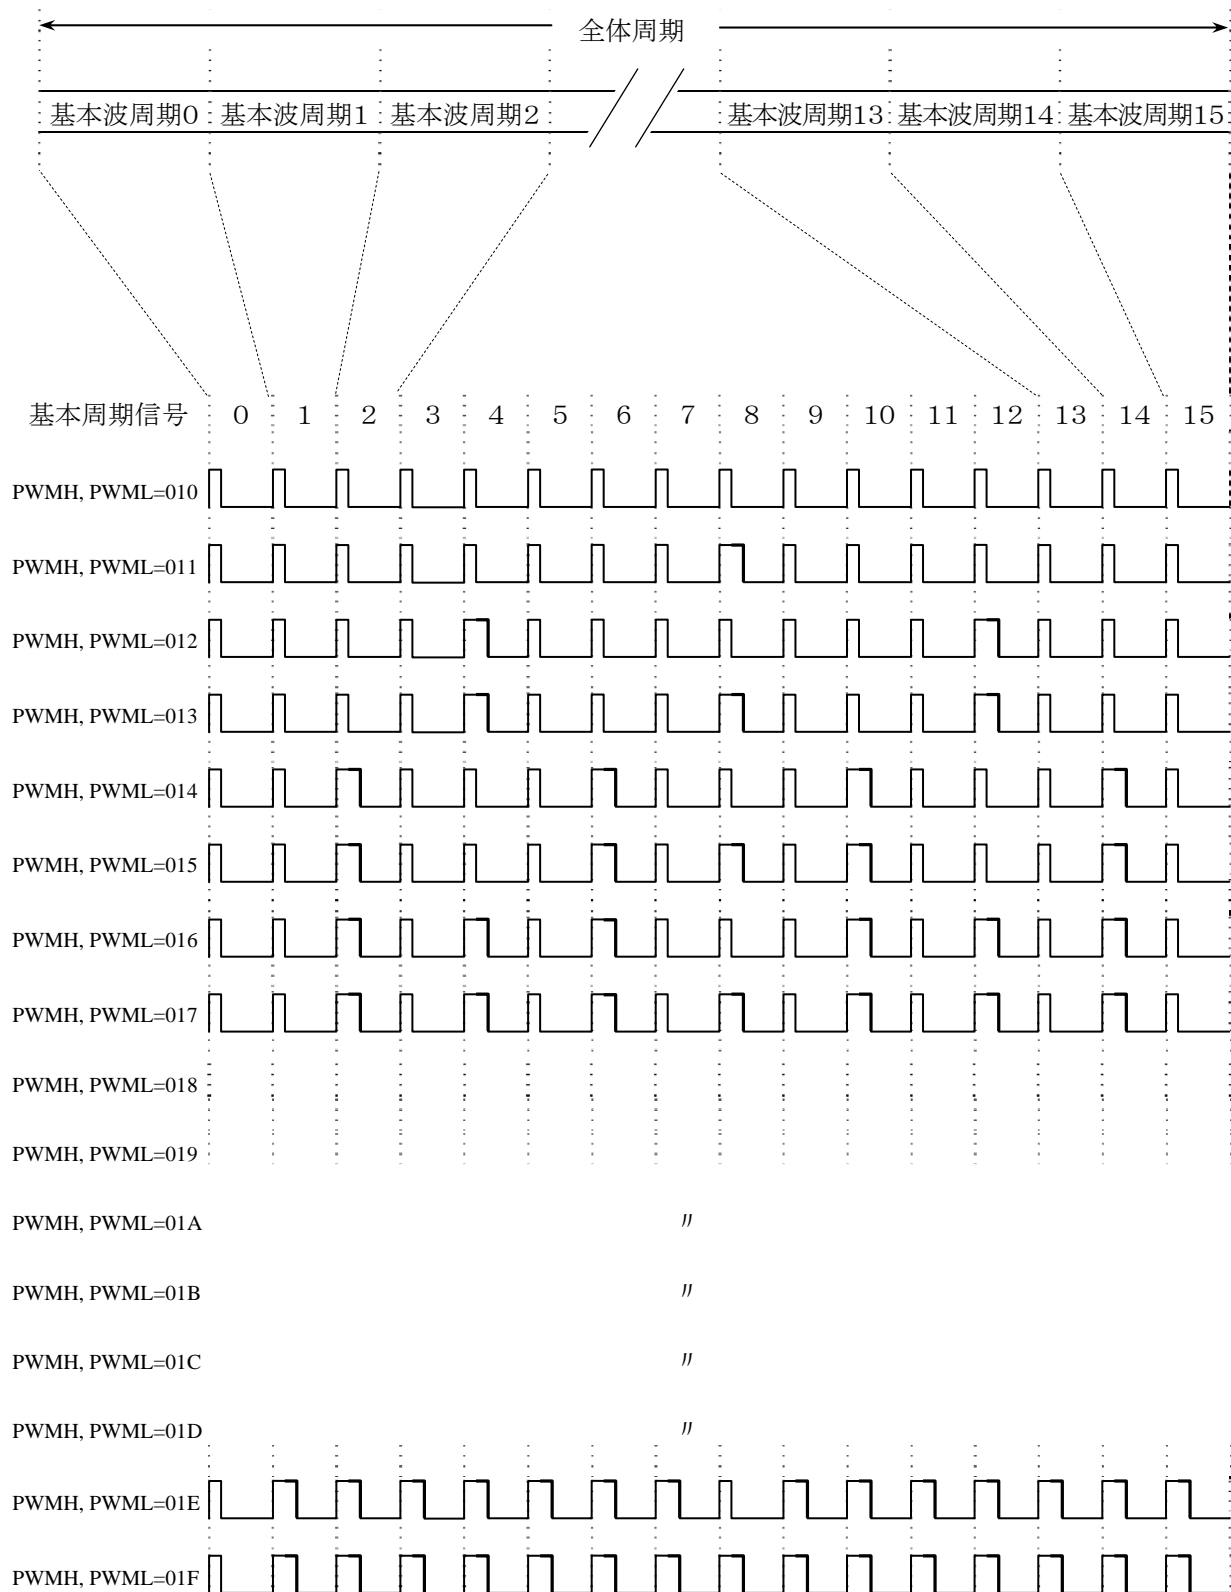 全体周期
基本波周期0 基本波周期1 基本波周期2 基本波周期13 基本波周期14 基本波周期15
基本周期信号 0 1 2 3 4 5 6 7 8 9 10 11 12 13 14 15
PWMH, PWML=010
PWMH, PWML=011
PWMH, PWML=012
PWMH, PWML=013
PWMH, PWML=014
PWMH, PWML=015
PWMH, PWML=016
PWMH, PWML=017
PWMH, PWML=018
PWMH, PWML=019
PWMH, PWML=01A 〃
PWMH, PWML=01B 〃
PWMH, PWML=01C 〃
PWMH, PWML=01D 〃
PWMH, PWML=01E
PWMH, PWML=01F